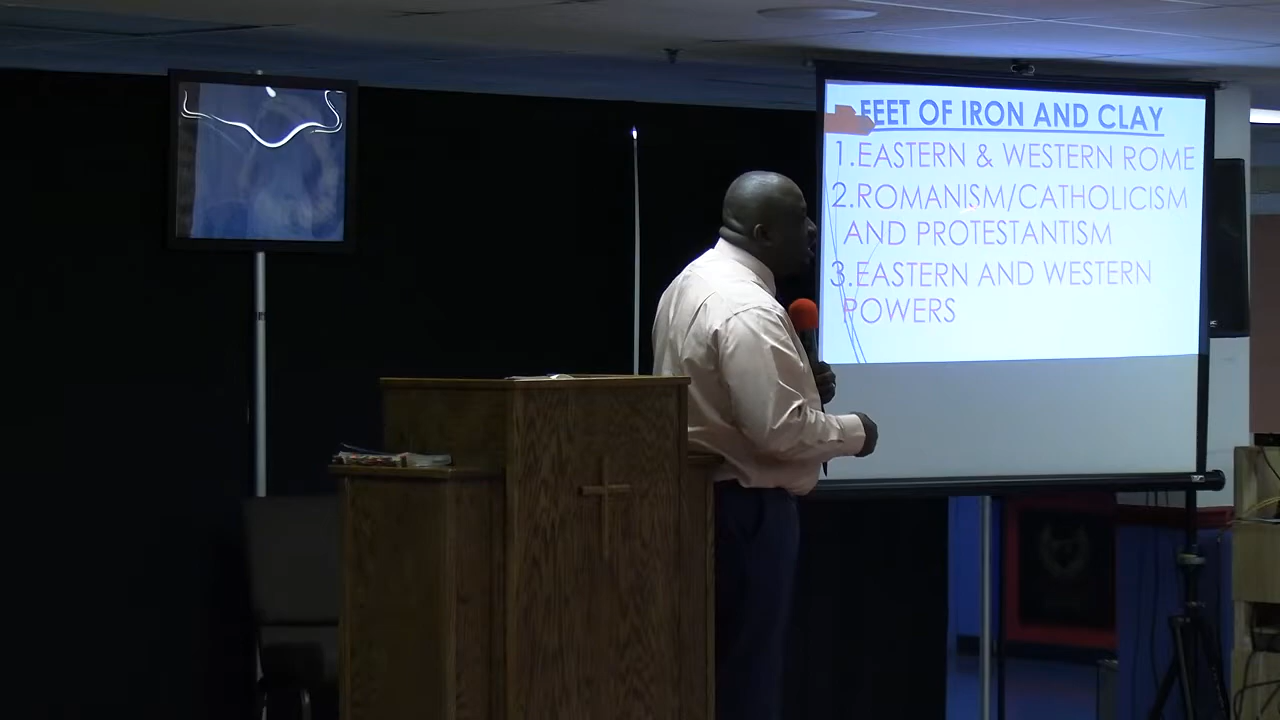 FEET OF IRON AND CLAY
1.EASTERN & WESTERN ROME
2.ROMANISM/CATHOLICISM
AND PROTESTANTISM
3.EASTERN AND WESTERN
POWERS